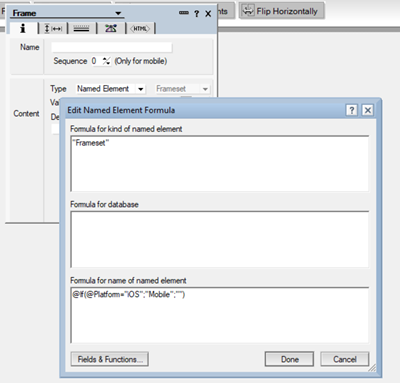 nts
Flip Horizontally
Frame
? X
i
<HTML>
Name
Sequence 0 (Only for mobile)
Type Named Element Frameset
Content
Va
De
Edit Named Element Formula
?
Formula for kind of named element
"Frameset"
Formula for database
Formula for name of named element
@If(@Platform="iOS";"Mobile";"")
Fields & Functions...
Done
Cancel